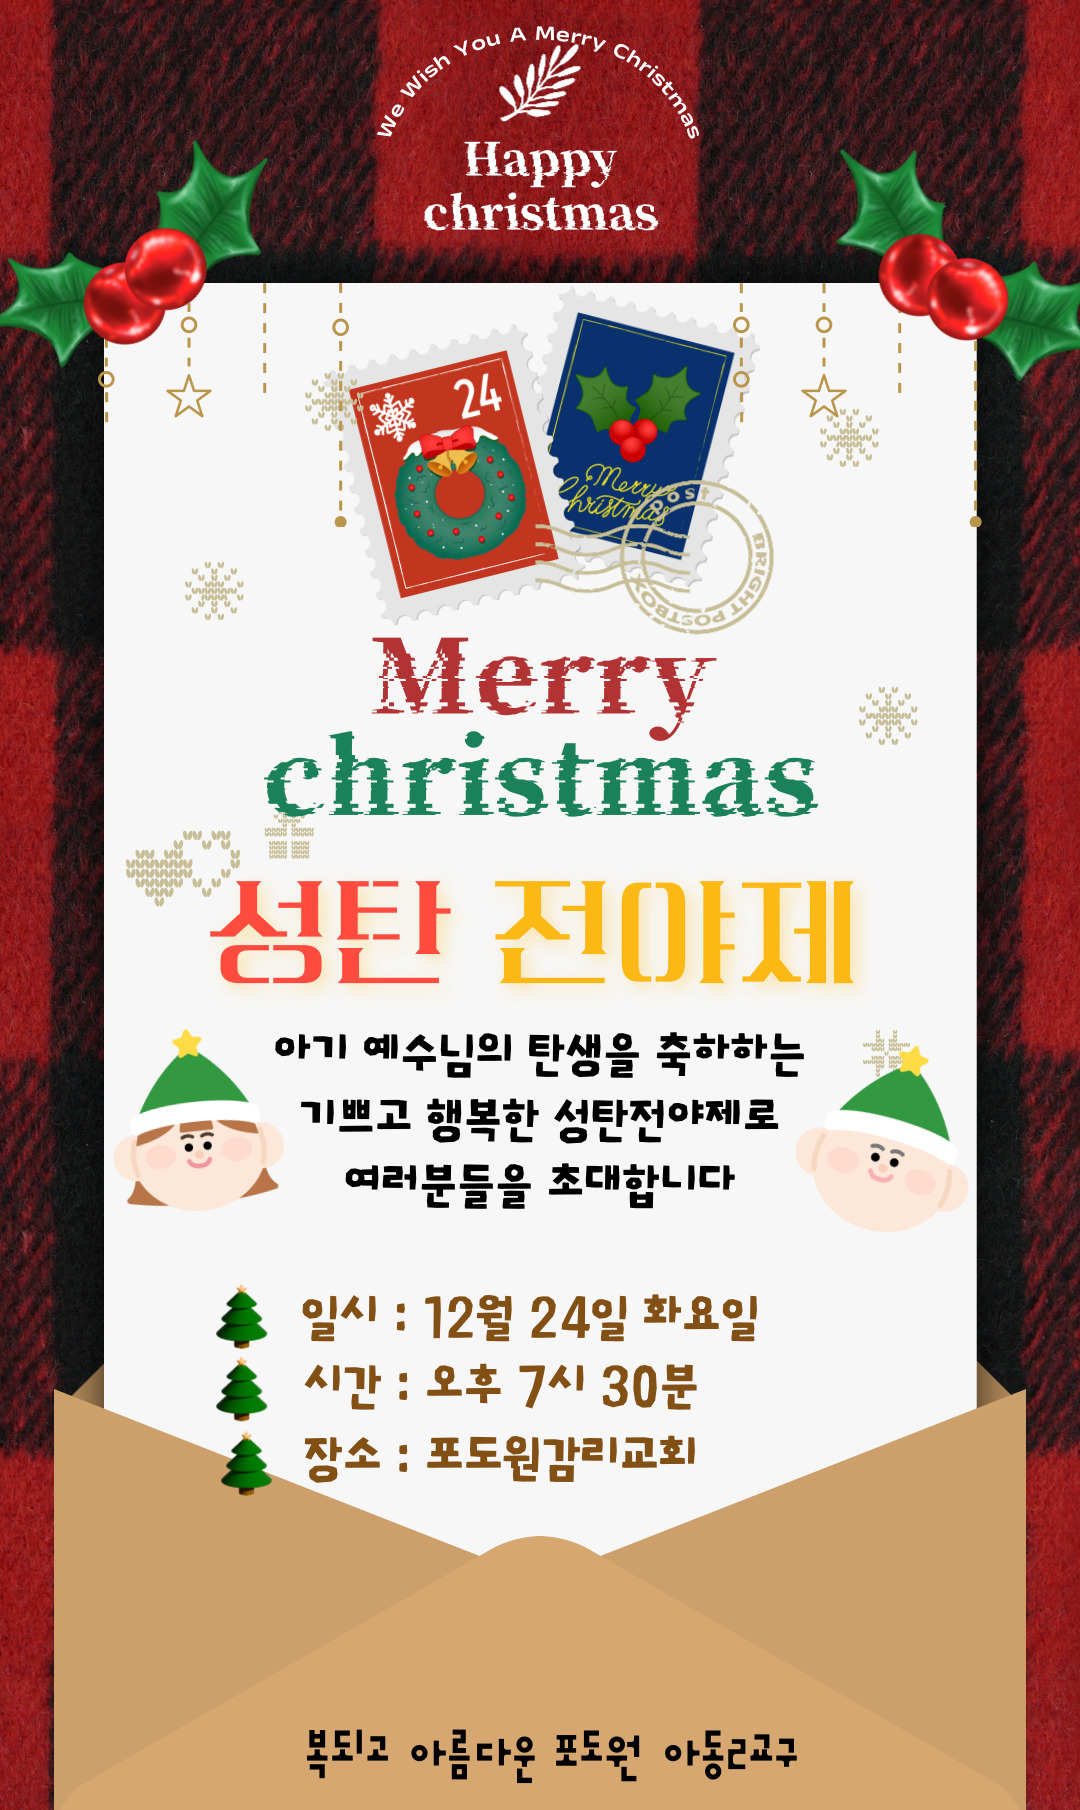 We Wish You A Merry Christmas
Happy
christmas
24
Merry
Christmas
POST
BRIGHT POSTBOX
Merry
christmas
성탄 전야제
아기 예수님의 탄생을 축하하는
기쁘고 행복한 성탄전야제로
여러분들을 초대합니다
일시 : 12월 24일 화요일
시간 : 오후 7시 30분
장소 : 포도원감리교회
복되고 아름다운 포도원 아동2교구